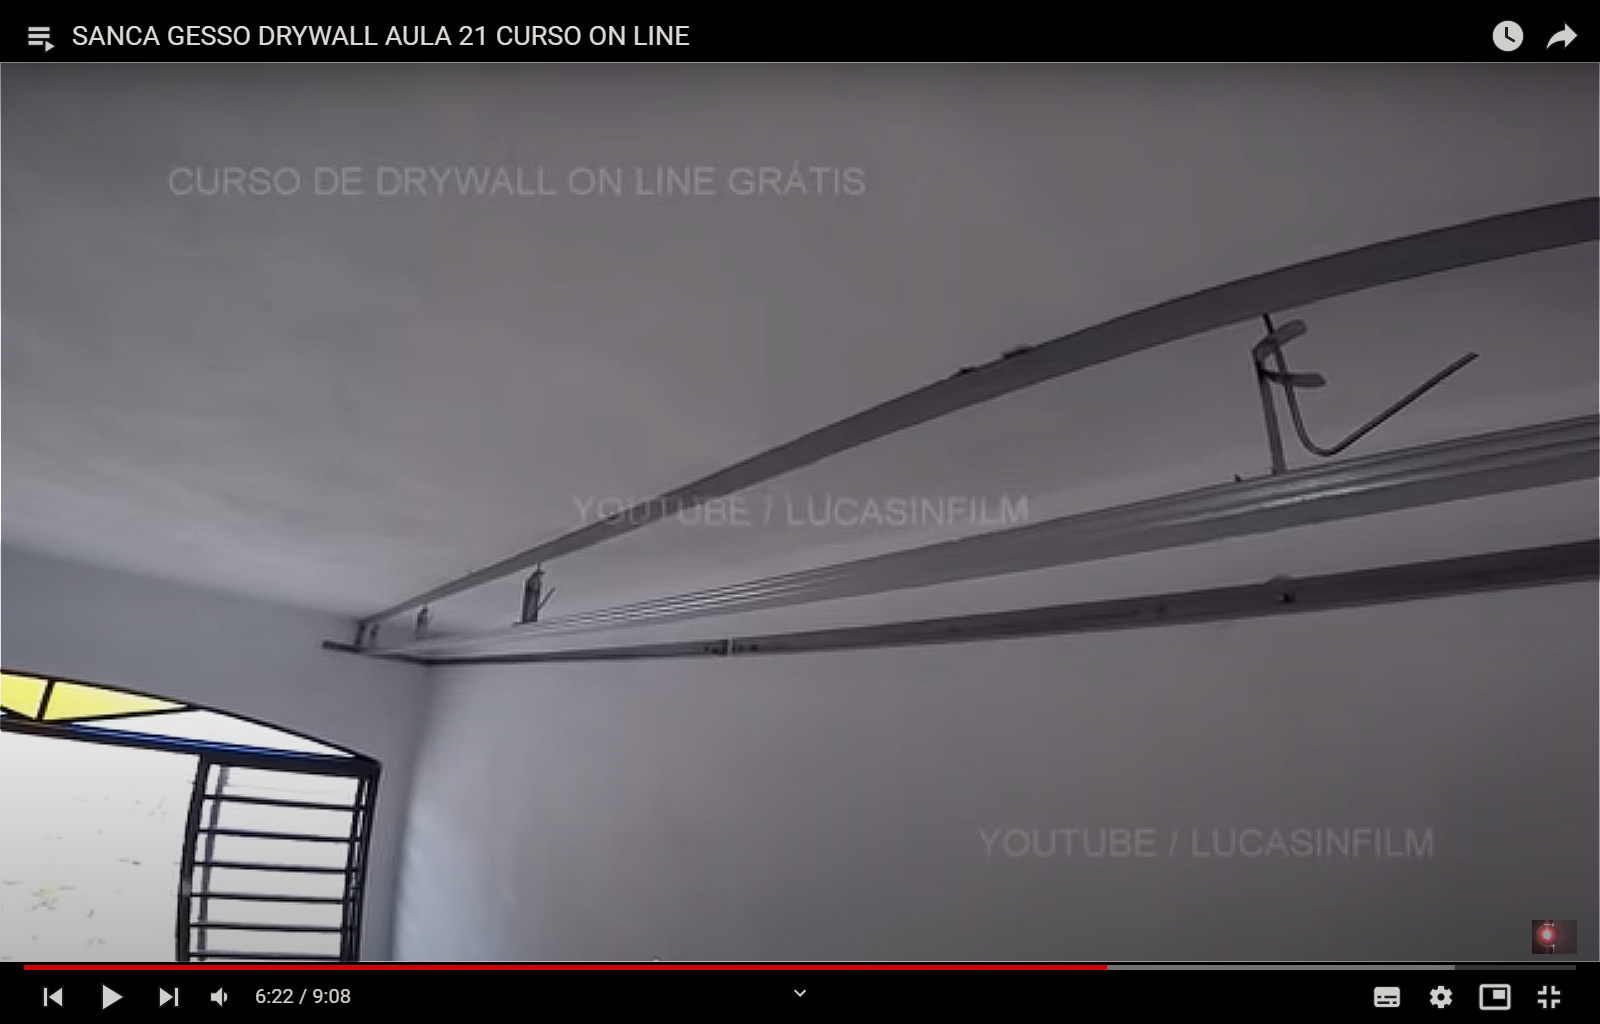 SANCA GESSO DRYWALL AULA 21 CURSO ON LINE
CURSO DE DRYWALL ON LINE GRÁTIS
YOUTUBE / LUCASINFILM
YOUTUBE / LUCASINFILM
6:22 / 9:08